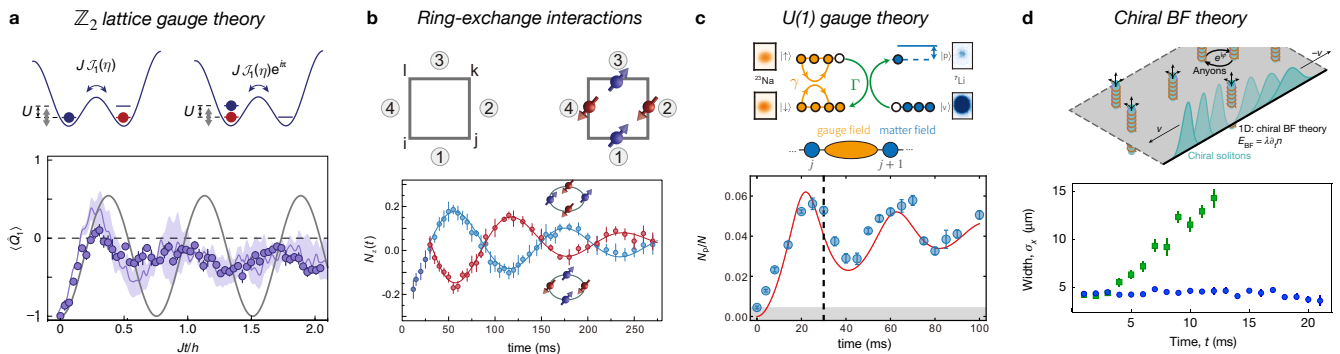 a
ℤ₂ lattice gauge theory
J 𝒥₁(η)
J 𝒥₁(η)e^{iπ}
U
U
⟨Q̂₁⟩
1
0
−1
0
0.5
1.0
1.5
2.0
Jt/h
b
Ring-exchange interactions
l
3
k
4
2
i
1
j
3
4
2
1
N_z(t)
0.2
0.0
-0.2
0
50
100
150
200
250
time (ms)
c
U(1) gauge theory
|↑⟩
|p⟩
²³Na
γ
Γ
⁷Li
|↓⟩
|v⟩
gauge field
matter field
...
...
j
j + 1
N_p/N
0.06
0.04
0.02
0.00
0
20
40
60
80
100
time (ms)
d
Chiral BF theory
−v
e^{iφ}
Anyons
v
1D: chiral BF theory
E_BF = λ∂_t n
Chiral solitons
Width, σ_x (μm)
15
10
5
5
10
15
20
Time, t (ms)